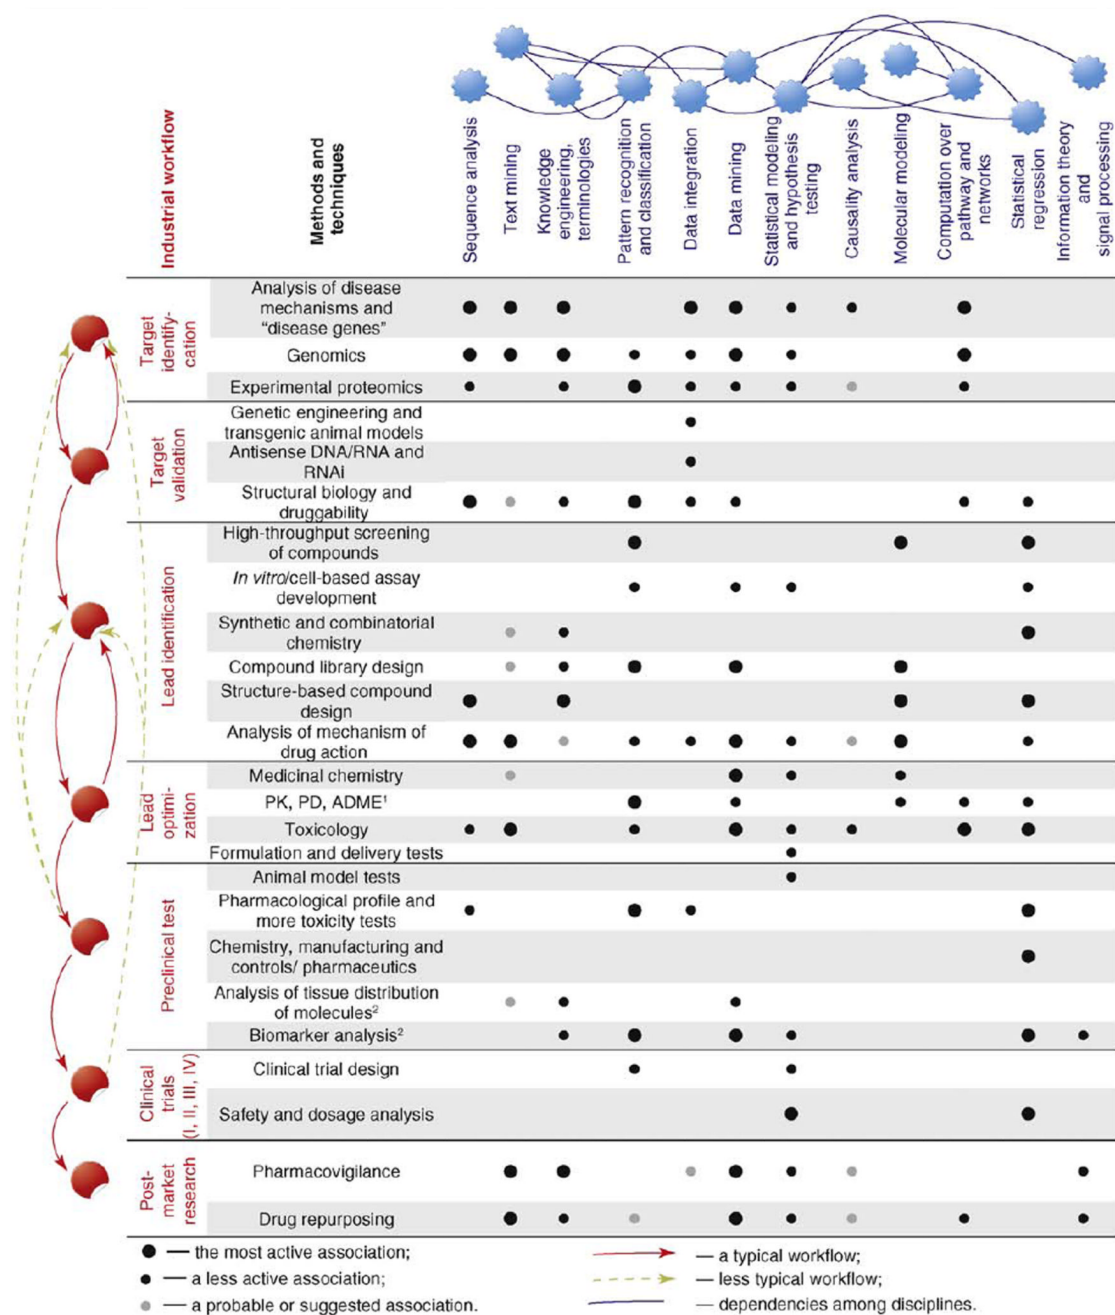 Industrial workflow
Methods and
techniques
Sequence analysis
Text mining
Knowledge
engineering,
terminologies
Pattern recognition
and classification
Data integration
Data mining
Statistical modeling
and hypothesis
testing
Causality analysis
Molecular modeling
Computation over
pathway and
networks
Statistical
regression
Information theory
and
signal processing
Target
identify-
cation
Analysis of disease
mechanisms and
“disease genes”
Genomics
Experimental proteomics
Target
validation
Genetic engineering and
transgenic animal models
Antisense DNA/RNA and
RNAi
Structural biology and
druggability
Lead identification
High-throughput screening
of compounds
In vitro/cell-based assay
development
Synthetic and combinatorial
chemistry
Compound library design
Structure-based compound
design
Analysis of mechanism of
drug action
Lead
optimi-
zation
Medicinal chemistry
PK, PD, ADME¹
Toxicology
Formulation and delivery tests
Preclinical test
Animal model tests
Pharmacological profile and
more toxicity tests
Chemistry, manufacturing and
controls/ pharmaceutics
Analysis of tissue distribution
of molecules²
Biomarker analysis²
Clinical
trials
(I, II, III, IV)
Clinical trial design
Safety and dosage analysis
Post-
market
research
Pharmacovigilance
Drug repurposing
— the most active association;
— a less active association;
— a probable or suggested association.
— a typical workflow;
— less typical workflow;
— dependencies among disciplines.